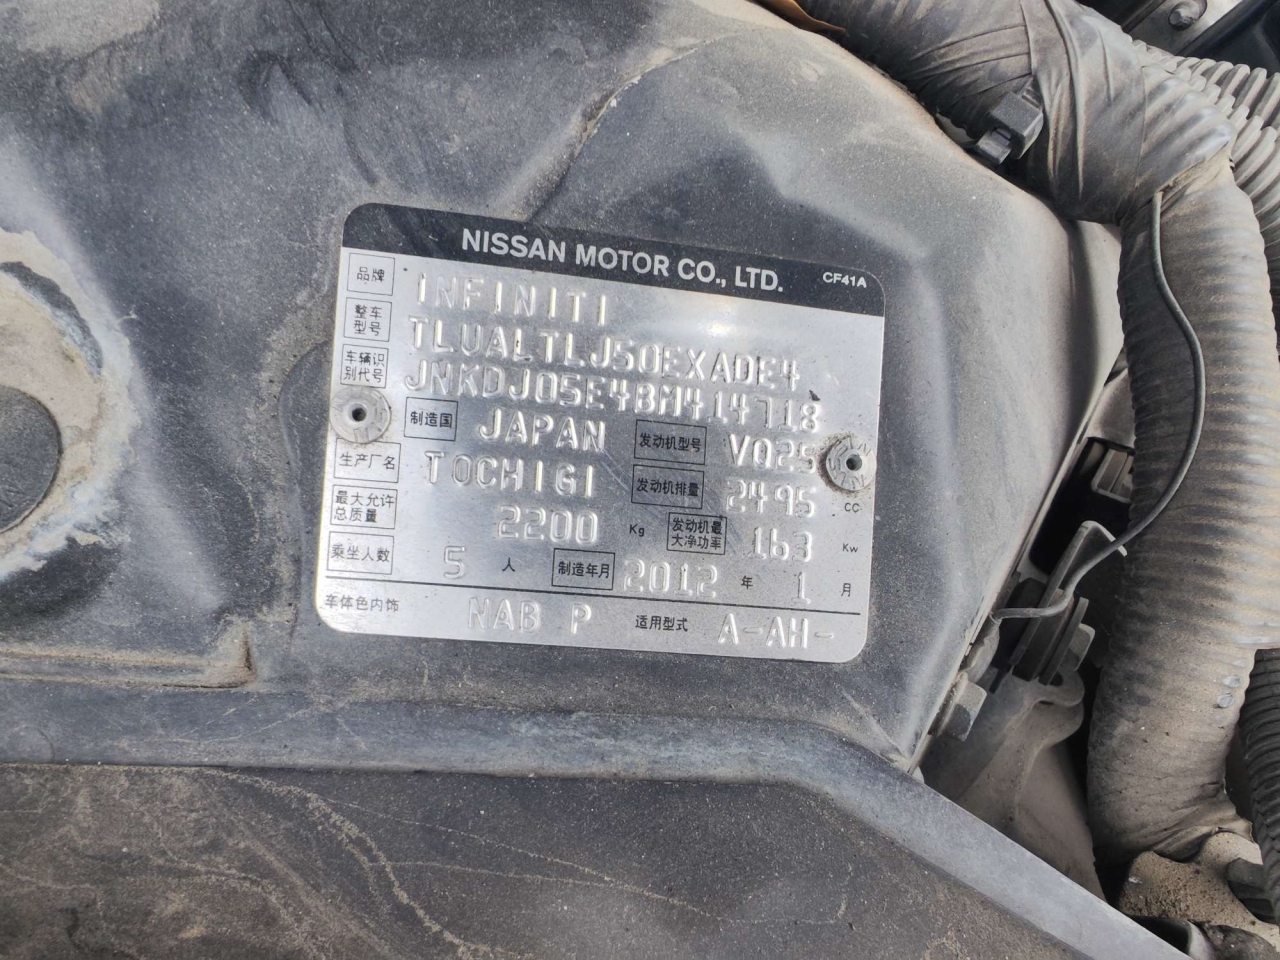 NISSAN MOTOR CO., LTD. CF41A
品牌 INFINITI
整车型号 TLUALTLJ50EXADE4
车辆识别代号 JNKDJ05E4BM414718
制造国 JAPAN 发动机型号 VQ25
生产厂名 TOCHIGI 发动机排量 2495 CC
最大允许总质量 2200 Kg 发动机最大净功率 163 Kw
乘坐人数 5 人 制造年月 2012 年 1 月
车体色内饰 NAB P 适用型式 A-AH-